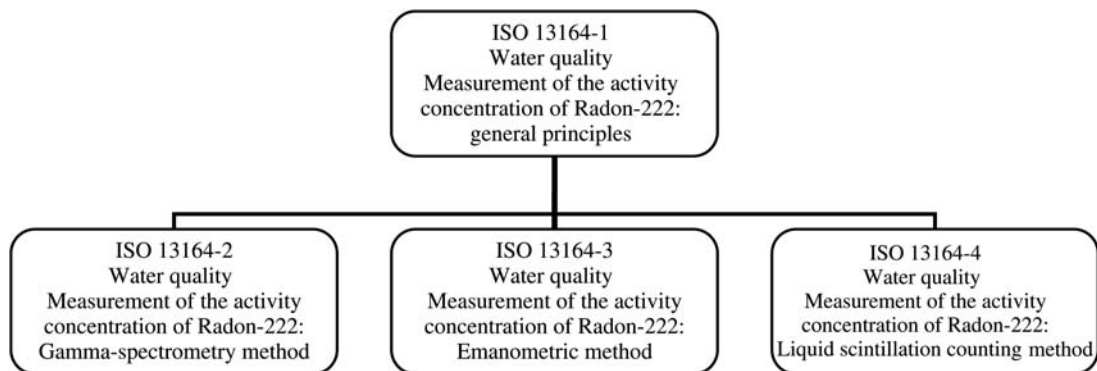 ISO 13164-1
Water quality
Measurement of the activity
concentration of Radon-222:
general principles
ISO 13164-2
Water quality
Measurement of the activity
concentration of Radon-222:
Gamma-spectrometry method
ISO 13164-3
Water quality
Measurement of the activity
concentration of Radon-222:
Emanometric method
ISO 13164-4
Water quality
Measurement of the activity
concentration of Radon-222:
Liquid scintillation counting method